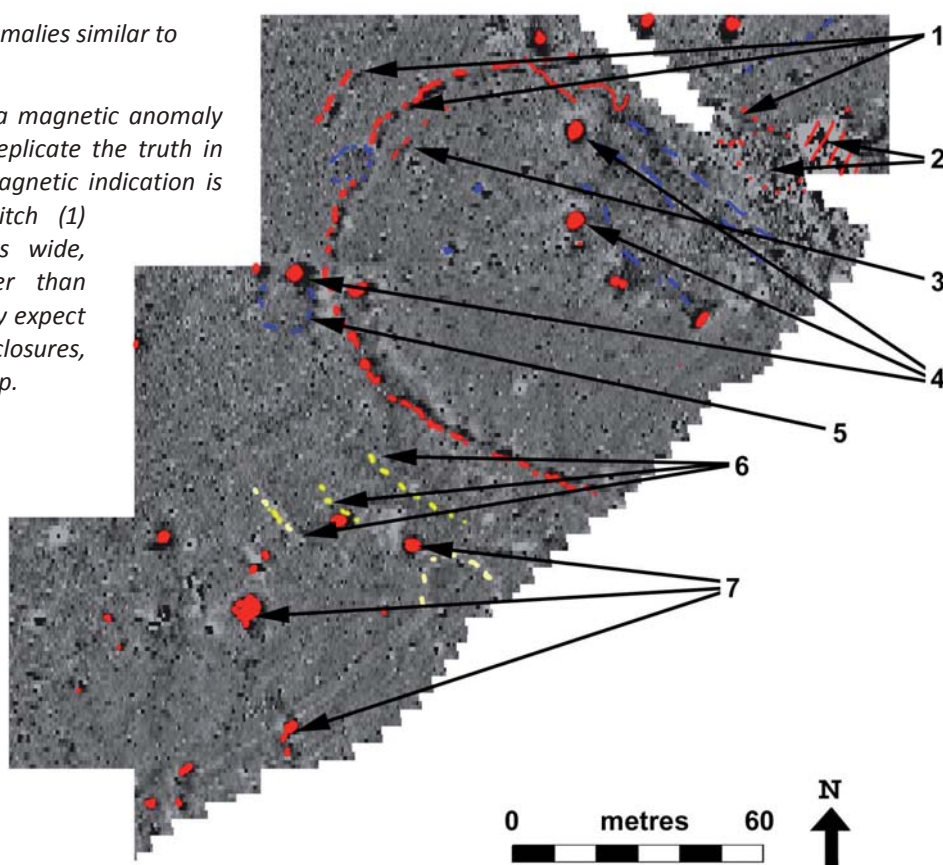 omalies similar to
a magnetic anomaly
eplicate the truth in
agnetic indication is
itch (1)
s wide,
er than
y expect
closures,
p.
1
2
3
4
5
6
7
0 metres 60
N